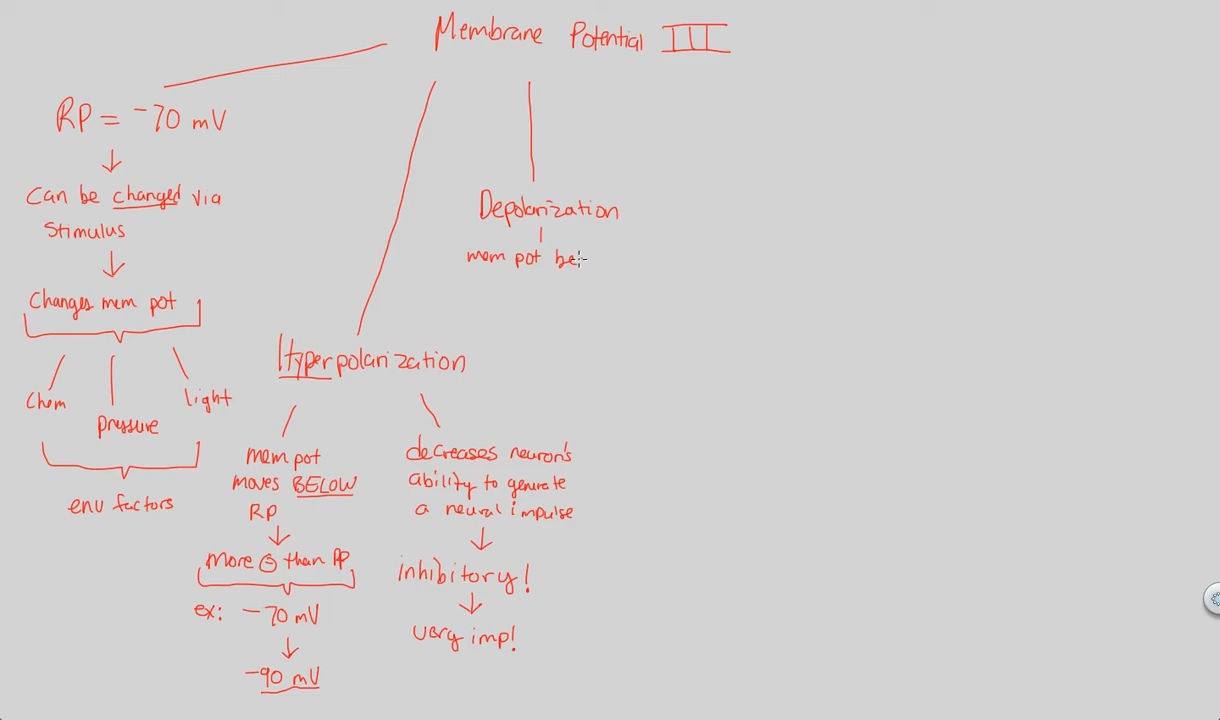 Membrane Potential III
RP = -70 mV
Can be changed via
Stimulus
Changes mem pot
Chem
pressure
light
env factors
Depolarization
mem pot be
Hyperpolarization
mem pot
moves BELOW
RP
More ⊖ than RP
ex: -70 mV
-90 mV
decreases neuron's
ability to generate
a neural impulse
inhibitory!
very imp!